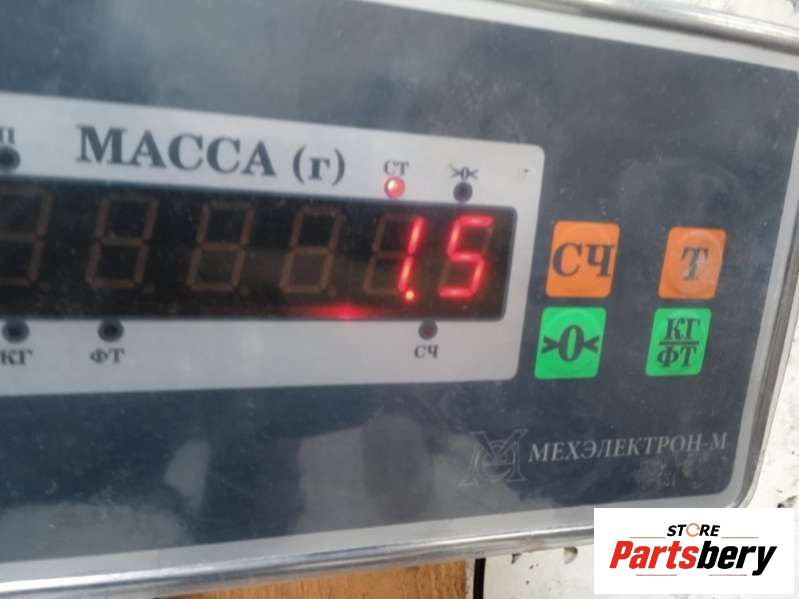 П
МАССА (г)
СТ
>0<
1.5
КГ
ФТ
СЧ
СЧ
Т
>0<
КГ
ФТ
МЕХЭЛЕКТРОН-М
STORE
Partsbery